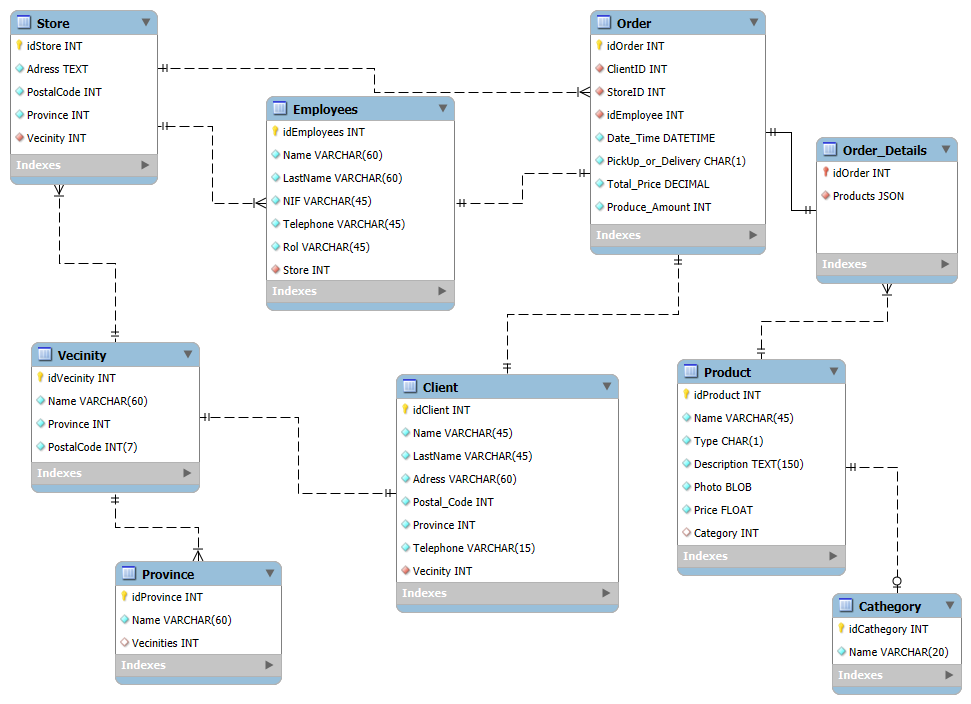 Store
idStore INT
Adress TEXT
PostalCode INT
Province INT
Vecinity INT
Indexes
Employees
idEmployees INT
Name VARCHAR(60)
LastName VARCHAR(60)
NIF VARCHAR(45)
Telephone VARCHAR(45)
Rol VARCHAR(45)
Store INT
Indexes
Order
idOrder INT
ClientID INT
StoreID INT
idEmployee INT
Date_Time DATETIME
PickUp_or_Delivery CHAR(1)
Total_Price DECIMAL
Produce_Amount INT
Indexes
Order_Details
idOrder INT
Products JSON
Indexes
Vecinity
idVecinity INT
Name VARCHAR(60)
Province INT
PostalCode INT(7)
Indexes
Client
idClient INT
Name VARCHAR(45)
LastName VARCHAR(45)
Adress VARCHAR(60)
Postal_Code INT
Province INT
Telephone VARCHAR(15)
Vecinity INT
Indexes
Product
idProduct INT
Name VARCHAR(45)
Type CHAR(1)
Description TEXT(150)
Photo BLOB
Price FLOAT
Category INT
Indexes
Province
idProvince INT
Name VARCHAR(60)
Vecinities INT
Indexes
Cathegory
idCathegory INT
Name VARCHAR(20)
Indexes